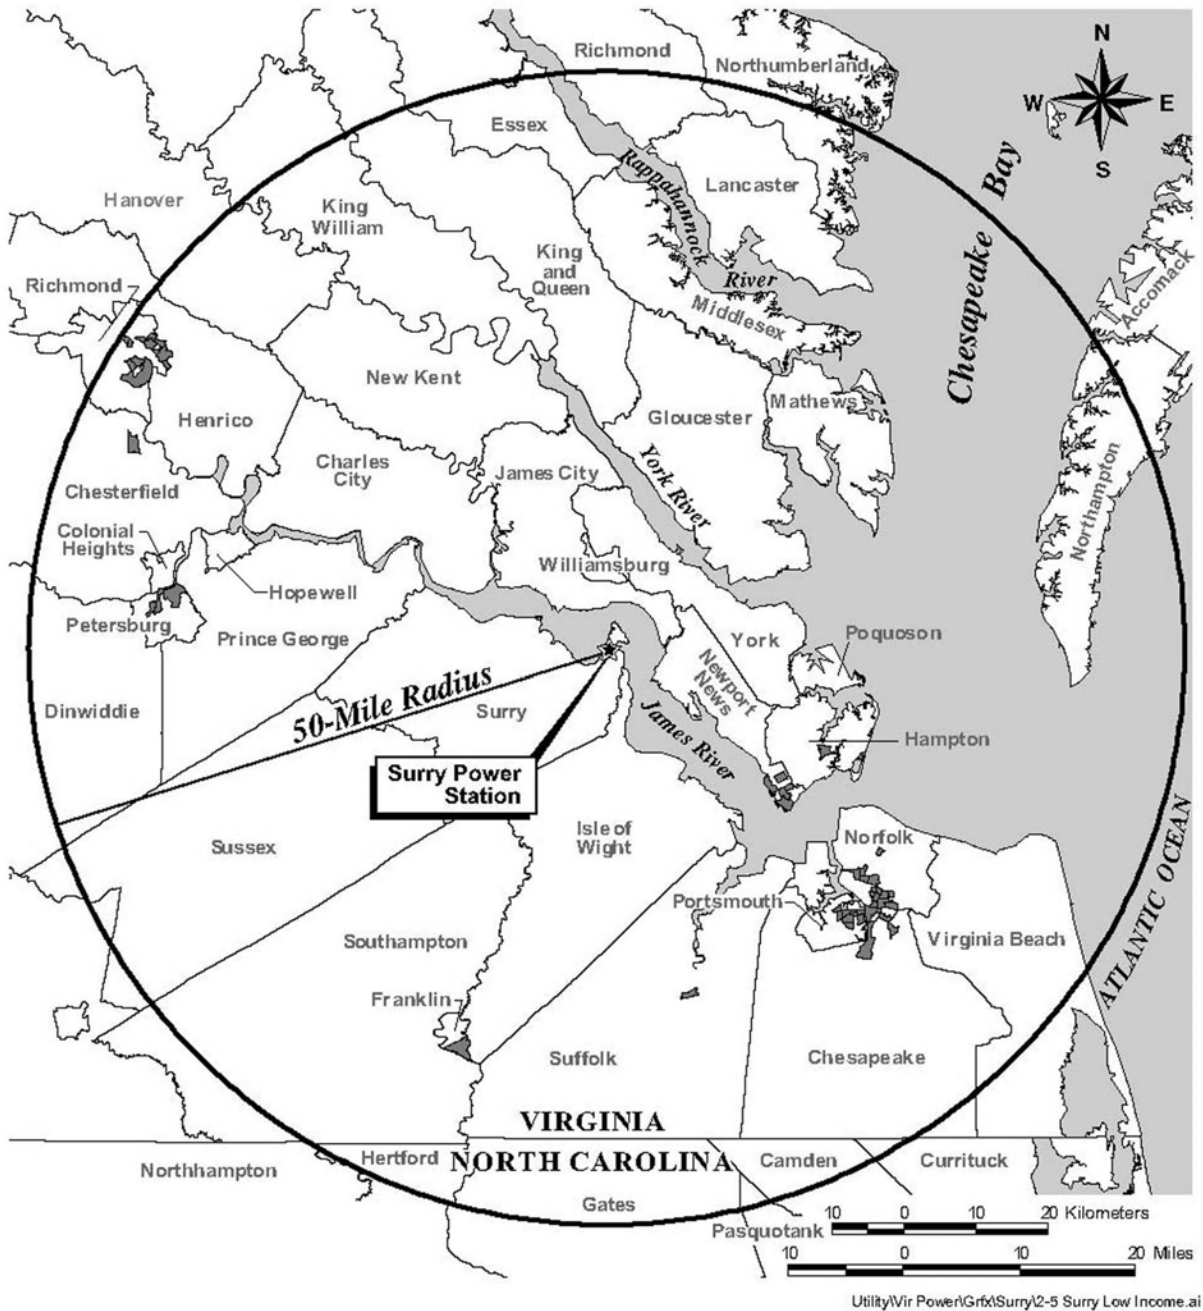 N
W
E
S
Richmond
Northumberland
Essex
Rappahannock
River
Lancaster
Hanover
King
William
King
and
Queen
Chesapeake Bay
Accomack
Richmond
Middlesex
New Kent
Mathews
Gloucester
Henrico
Charles
City
James City
York River
Northampton
Chesterfield
Colonial
Heights
Williamsburg
Hopewell
Petersburg
Prince George
York
Poquoson
Newport
News
50-Mile Radius
Dinwiddie
Surry
James River
Hampton
Surry Power
Station
Isle of
Wight
Norfolk
Sussex
ATLANTIC OCEAN
Portsmouth
Southampton
Virginia Beach
Franklin
Suffolk
Chesapeake
VIRGINIA
NORTH CAROLINA
Northhampton
Hertford
Camden
Currituck
Gates
Pasquotank
10 0 10 20 Kilometers
10 0 10 20 Miles
Utility\Vir Power\Grfx\Surry\2-5 Surry Low Income.ai